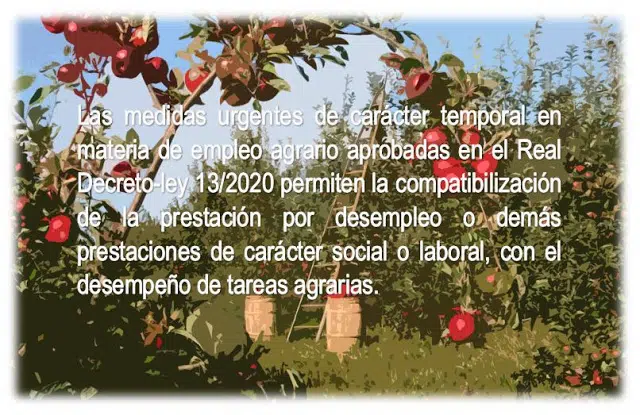 Las medidas urgentes de carácter temporal en
materia de empleo agrario aprobadas en el Real
Decreto-ley 13/2020 permiten la compatibilización
de la prestación por desempleo o demás
prestaciones de carácter social o laboral, con el
desempeño de tareas agrarias.